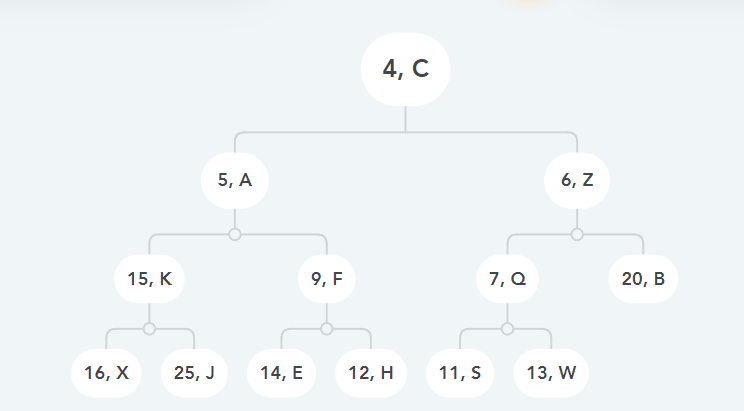 4, C
5, A
6, Z
15, K
9, F
7, Q
20, B
16, X
25, J
14, E
12, H
11, S
13, W